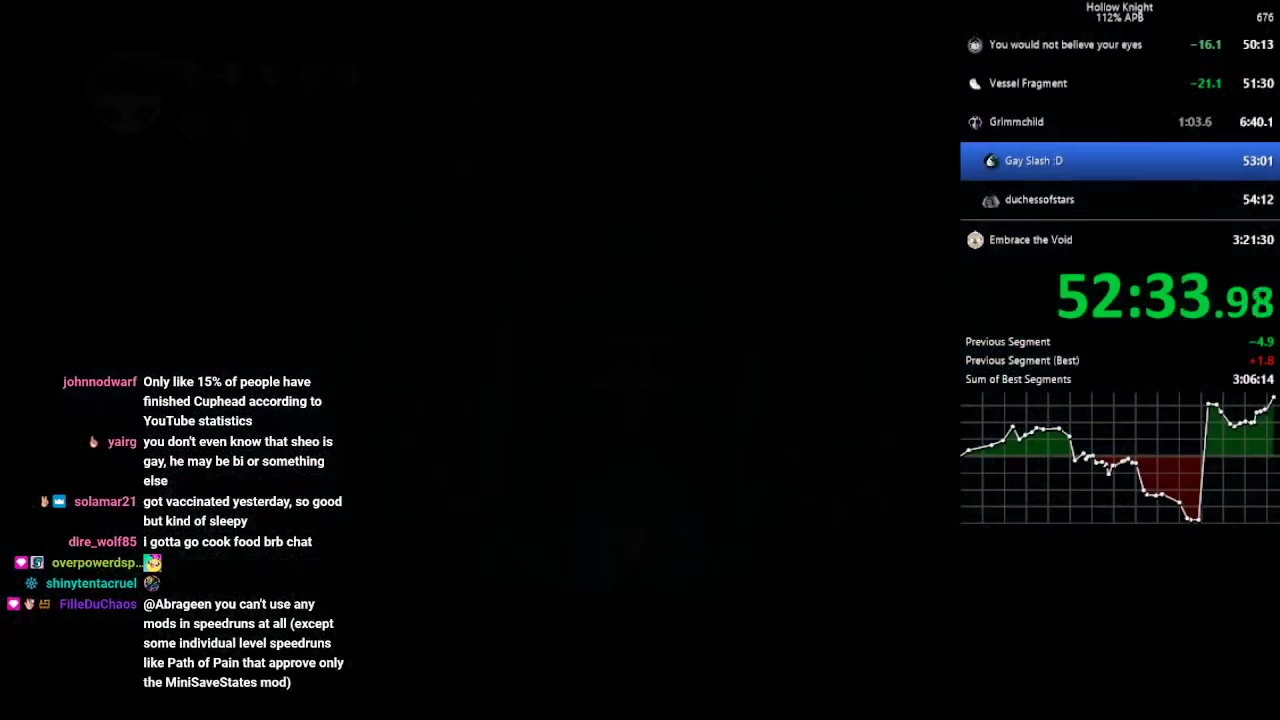 Hollow Knight
112% APB 676
You would not believe your eyes −16.1 50:13
Vessel Fragment −21.1 51:30
Grimmchild 1:03.6 6:40.1
Gay Slash :D 53:01
duchessofstars 54:12
Embrace the Void 3:21:30
52:33.98
Previous Segment −4.9
Previous Segment (Best) +1.8
Sum of Best Segments 3:06:14
johnnodwarf Only like 15% of people have
finished Cuphead according to
YouTube statistics
yairg you don't even know that sheo is
gay, he may be bi or something
else
solamar21 got vaccinated yesterday, so good
but kind of sleepy
dire_wolf85 i gotta go cook food brb chat
overpowerdsp...
shinytentacruel
FilleDuChaos @Abrageen you can't use any
mods in speedruns at all (except
some individual level speedruns
like Path of Pain that approve only
the MiniSaveStates mod)